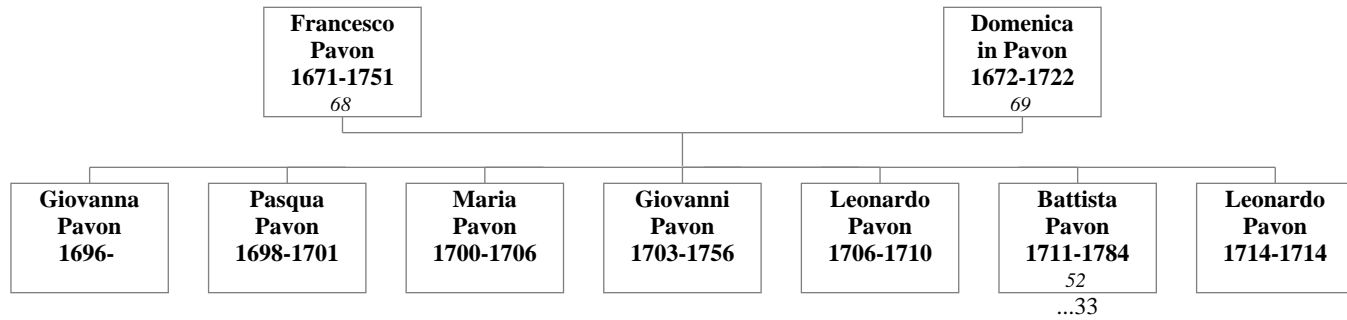 Francesco
Pavon
1671-1751
68
Domenica
in Pavon
1672-1722
69
Giovanna
Pavon
1696-
Pasqua
Pavon
1698-1701
Maria
Pavon
1700-1706
Giovanni
Pavon
1703-1756
Leonardo
Pavon
1706-1710
Battista
Pavon
1711-1784
52
...33
Leonardo
Pavon
1714-1714